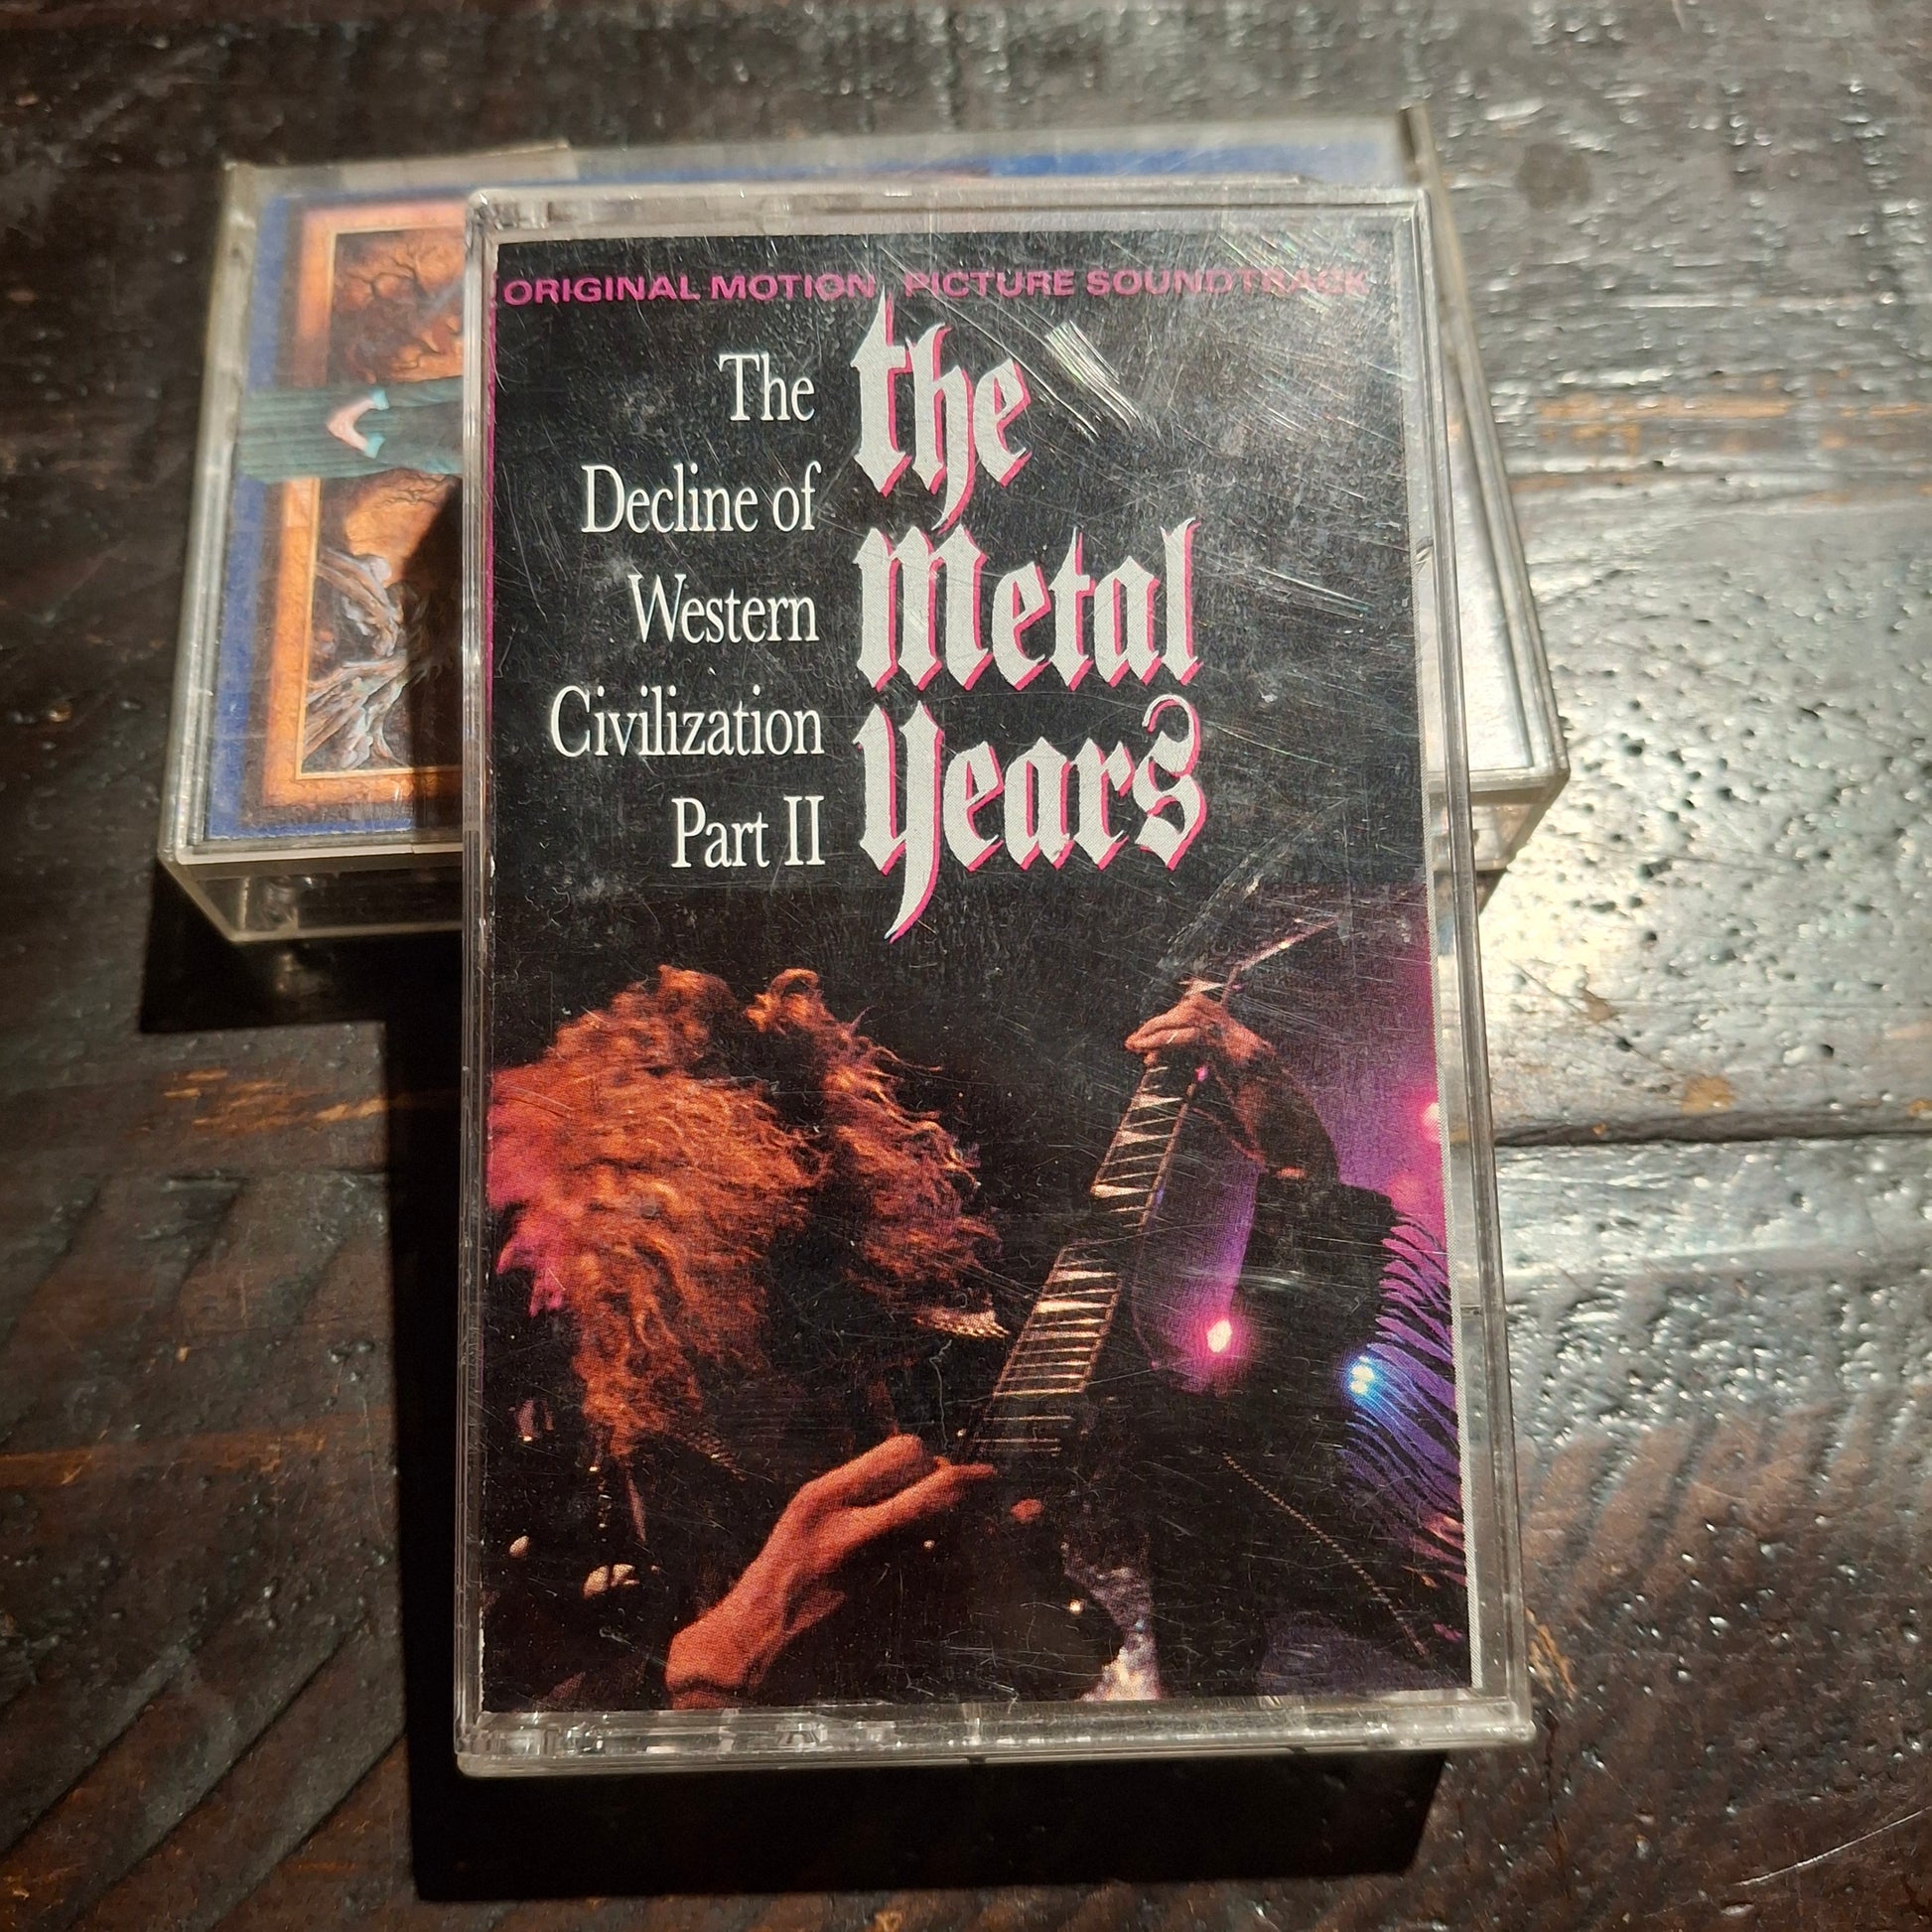 ORIGINAL MOTION PICTURE SOUNDTRACK
The
Decline of
Western
Civilization
Part II
the
Metal
Years